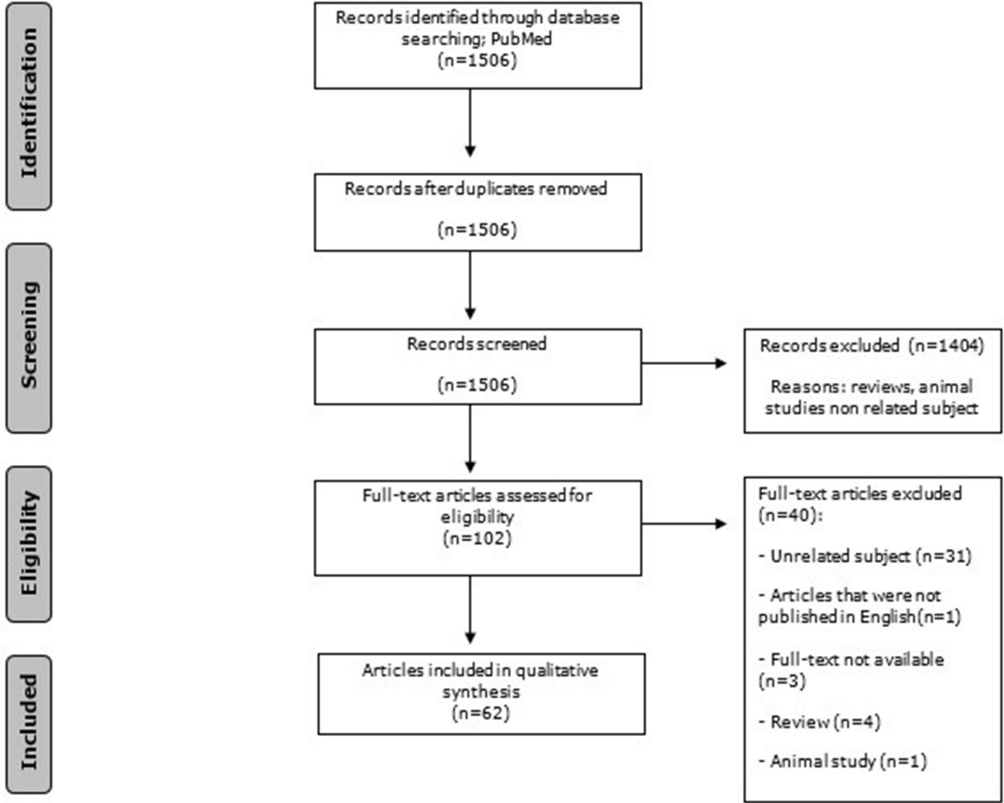 Identification
Records identified through database
searching; PubMed
(n=1506)
Records after duplicates removed
(n=1506)
Screening
Records screened
(n=1506)
Records excluded (n=1404)
Reasons: reviews, animal
studies non related subject
Eligibility
Full-text articles assessed for
eligibility
(n=102)
Full-text articles excluded
(n=40):
- Unrelated subject (n=31)
- Articles that were not
published in English(n=1)
- Full-text not available
(n=3)
- Review (n=4)
- Animal study (n=1)
Included
Articles included in qualitative
synthesis
(n=62)